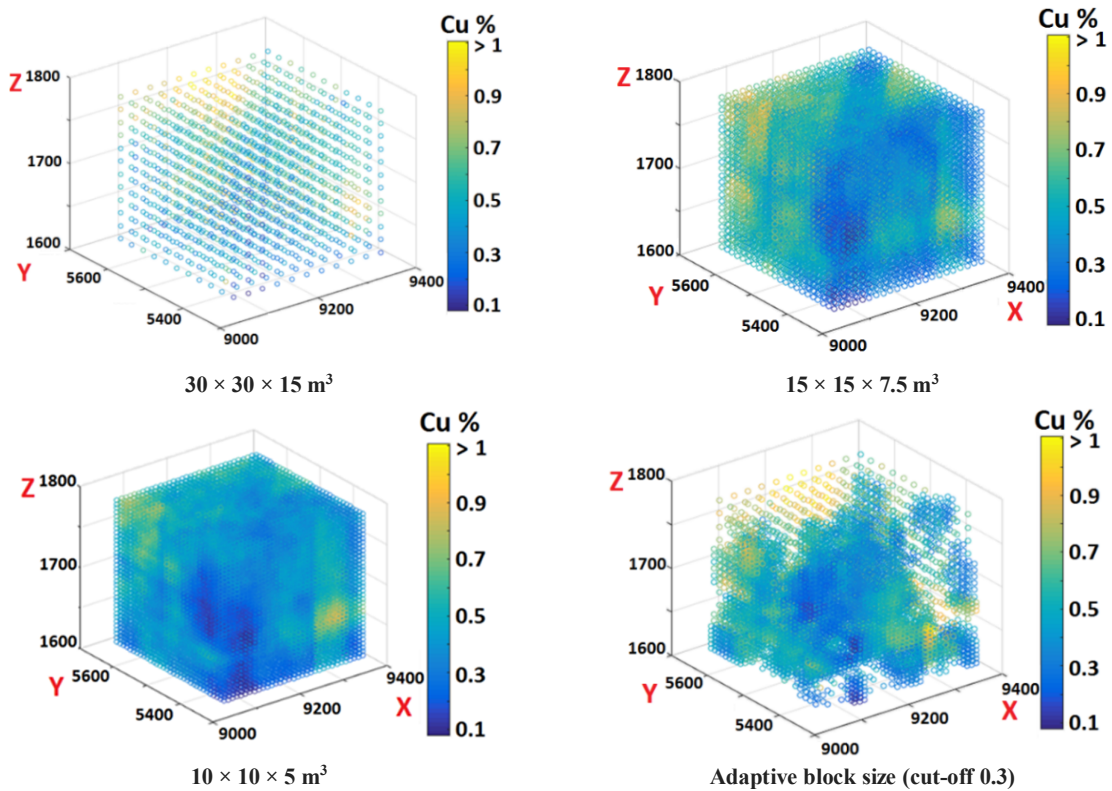 Cu %
> 1
0.9
0.7
0.5
0.3
0.1
Z
1800
1700
1600
Y
5600
5400
9000
9200
9400
30 × 30 × 15 m³
Cu %
> 1
0.9
0.7
0.5
0.3
0.1
Z
1800
1700
1600
Y
5600
5400
9000
9200
9400
X
15 × 15 × 7.5 m³
Cu %
> 1
0.9
0.7
0.5
0.3
0.1
Z
1800
1700
1600
Y
5600
5400
9000
9200
9400
X
10 × 10 × 5 m³
Cu %
> 1
0.9
0.7
0.5
0.3
0.1
Z
1800
1700
1600
Y
5600
5400
9000
9200
9400
X
Adaptive block size (cut-off 0.3)